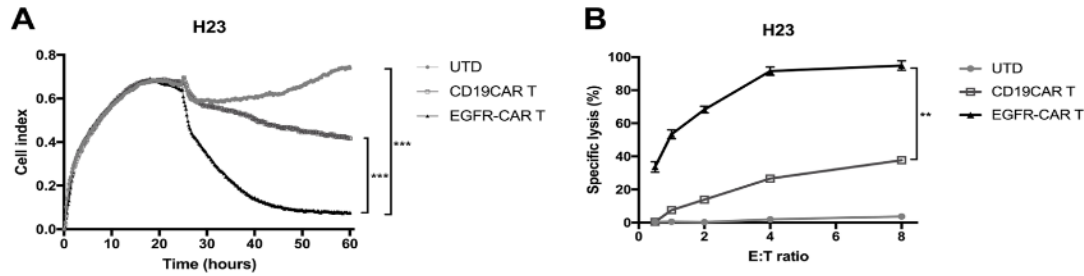 A
H23
0.8
0.6
0.4
0.2
0.0
Cell index
0
10
20
30
40
50
60
Time (hours)
***
***
UTD
CD19CAR T
EGFR-CAR T
B
H23
100
80
60
40
20
0
Specific lysis (%)
0
2
4
6
8
E:T ratio
**
UTD
CD19CAR T
EGFR-CAR T